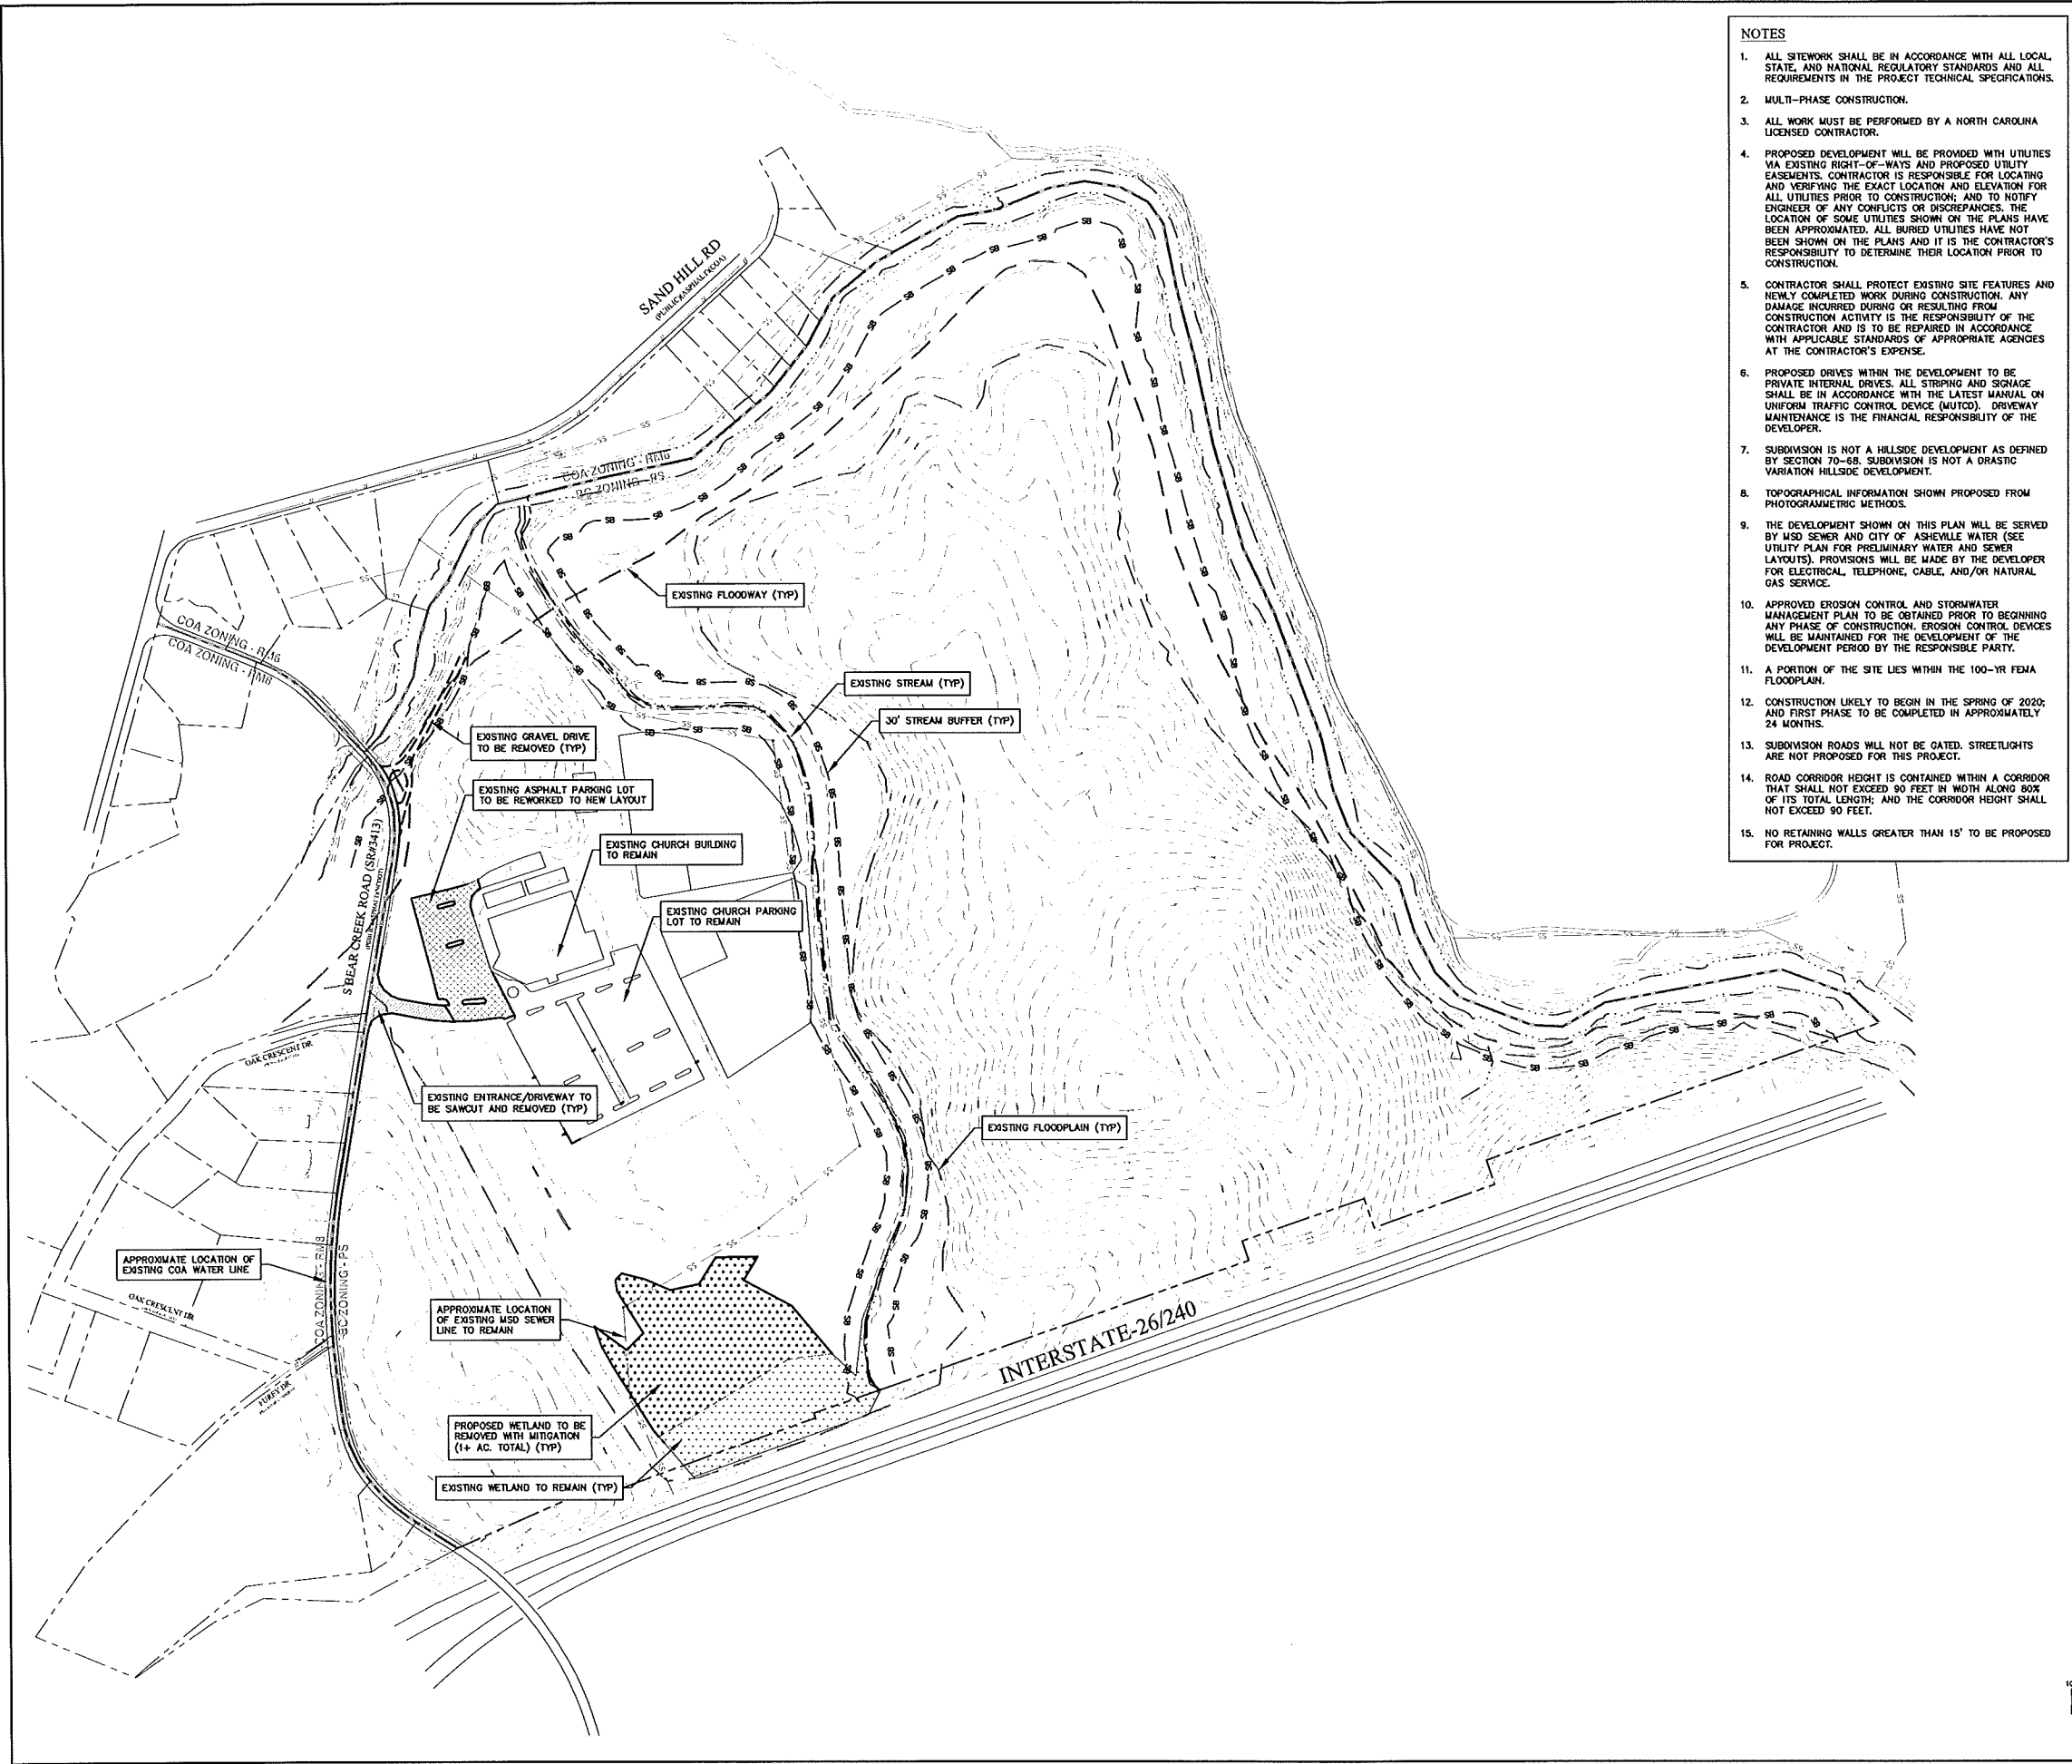 NOTES
1. ALL SITEWORK SHALL BE IN ACCORDANCE WITH ALL LOCAL,
STATE, AND NATIONAL REGULATORY STANDARDS AND ALL
REQUIREMENTS IN THE PROJECT TECHNICAL SPECIFICATIONS.
2. MULTI-PHASE CONSTRUCTION.
3. ALL WORK MUST BE PERFORMED BY A NORTH CAROLINA
LICENSED CONTRACTOR.
4. PROPOSED DEVELOPMENT WILL BE PROVIDED WITH UTILITIES
VIA EXISTING RIGHT-OF-WAYS AND PROPOSED UTILITY
EASEMENTS. CONTRACTOR IS RESPONSIBLE FOR LOCATING
AND VERIFYING THE EXACT LOCATION AND ELEVATION FOR
ALL UTILITIES PRIOR TO CONSTRUCTION; AND TO NOTIFY
ENGINEER OF ANY CONFLICTS OR DISCREPANCIES. THE
LOCATION OF SOME UTILITIES SHOWN ON THE PLANS HAVE
BEEN APPROXIMATED. ALL BURIED UTILITIES HAVE NOT
BEEN SHOWN ON THE PLANS AND IT IS THE CONTRACTOR'S
RESPONSIBILITY TO DETERMINE THEIR LOCATION PRIOR TO
CONSTRUCTION.
5. CONTRACTOR SHALL PROTECT EXISTING SITE FEATURES AND
NEWLY COMPLETED WORK DURING CONSTRUCTION. ANY
DAMAGE INCURRED DURING OR RESULTING FROM
CONSTRUCTION ACTIVITY IS THE RESPONSIBILITY OF THE
CONTRACTOR AND IS TO BE REPAIRED IN ACCORDANCE
WITH APPLICABLE STANDARDS OF APPROPRIATE AGENCIES
AT THE CONTRACTOR'S EXPENSE.
6. PROPOSED DRIVES WITHIN THE DEVELOPMENT TO BE
PRIVATE INTERNAL DRIVES. ALL STRIPING AND SIGNAGE
SHALL BE IN ACCORDANCE WITH THE LATEST MANUAL ON
UNIFORM TRAFFIC CONTROL DEVICE (MUTCD). DRIVEWAY
MAINTENANCE IS THE FINANCIAL RESPONSIBILITY OF THE
DEVELOPER.
7. SUBDIVISION IS NOT A HILLSIDE DEVELOPMENT AS DEFINED
BY SECTION 70-68. SUBDIVISION IS NOT A DRASTIC
VARIATION HILLSIDE DEVELOPMENT.
8. TOPOGRAPHICAL INFORMATION SHOWN PROPOSED FROM
PHOTOGRAMMETRIC METHODS.
9. THE DEVELOPMENT SHOWN ON THIS PLAN WILL BE SERVED
BY MSD SEWER AND CITY OF ASHEVILLE WATER (SEE
UTILITY PLAN FOR PRELIMINARY WATER AND SEWER
LAYOUTS). PROVISIONS WILL BE MADE BY THE DEVELOPER
FOR ELECTRICAL, TELEPHONE, CABLE, AND/OR NATURAL
GAS SERVICE.
10. APPROVED EROSION CONTROL AND STORMWATER
MANAGEMENT PLAN TO BE OBTAINED PRIOR TO BEGINNING
ANY PHASE OF CONSTRUCTION. EROSION CONTROL DEVICES
WILL BE MAINTAINED FOR THE DEVELOPMENT OF THE
DEVELOPMENT PERIOD BY THE RESPONSIBLE PARTY.
11. A PORTION OF THE SITE LIES WITHIN THE 100-YR FEMA
FLOODPLAIN.
12. CONSTRUCTION LIKELY TO BEGIN IN THE SPRING OF 2020;
AND FIRST PHASE TO BE COMPLETED IN APPROXIMATELY
24 MONTHS.
13. SUBDIVISION ROADS WILL NOT BE GATED. STREETLIGHTS
ARE NOT PROPOSED FOR THIS PROJECT.
14. ROAD CORRIDOR HEIGHT IS CONTAINED WITHIN A CORRIDOR
THAT SHALL NOT EXCEED 90 FEET IN WIDTH ALONG 80%
OF ITS TOTAL LENGTH; AND THE CORRIDOR HEIGHT SHALL
NOT EXCEED 90 FEET.
15. NO RETAINING WALLS GREATER THAN 15' TO BE PROPOSED
FOR PROJECT.
SAND HILL RD
COA ZONING - RM6
BC ZONING - RS
EXISTING FLOODWAY (TYP)
COA ZONING - RM6
COA ZONING - RM8
EXISTING STREAM (TYP)
30' STREAM BUFFER (TYP)
EXISTING GRAVEL DRIVE
TO BE REMOVED (TYP)
EXISTING ASPHALT PARKING LOT
TO BE REWORKED TO NEW LAYOUT
EXISTING CHURCH BUILDING
TO REMAIN
EXISTING CHURCH PARKING
LOT TO REMAIN
S BEAR CREEK ROAD (SR#3413)
OAK CRESCENT DR
EXISTING ENTRANCE/DRIVEWAY TO
BE SAWCUT AND REMOVED (TYP)
EXISTING FLOODPLAIN (TYP)
APPROXIMATE LOCATION OF
EXISTING COA WATER LINE
COA ZONING - RM8
BC ZONING - PS
OAK CRESCENT DR
APPROXIMATE LOCATION
OF EXISTING MSD SEWER
LINE TO REMAIN
INTERSTATE-26/240
FUREY DR
PROPOSED WETLAND TO BE
REMOVED WITH MITIGATION
(1+ AC. TOTAL) (TYP)
EXISTING WETLAND TO REMAIN (TYP)